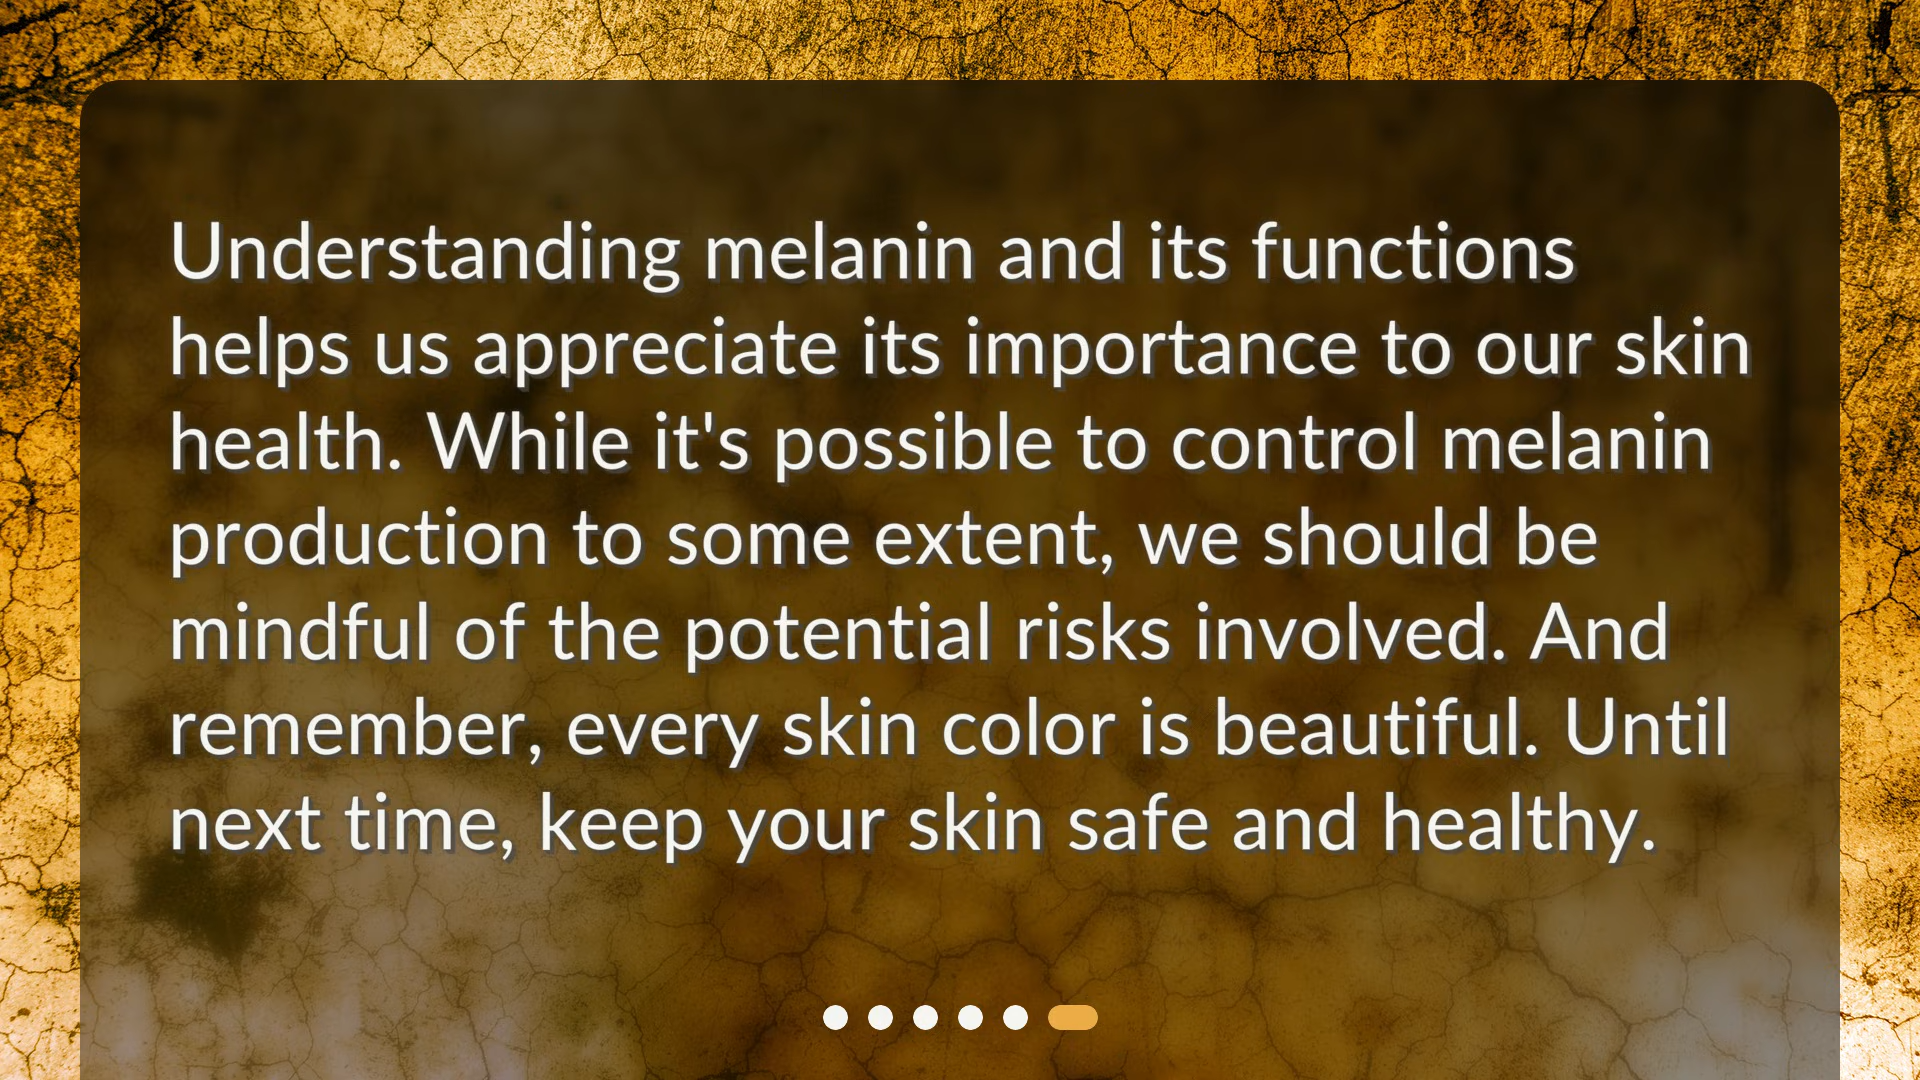 Understanding melanin and its functions
helps us appreciate its importance to our skin
health. While it's possible to control melanin
production to some extent, we should be
mindful of the potential risks involved. And
remember, every skin color is beautiful. Until
next time, keep your skin safe and healthy.